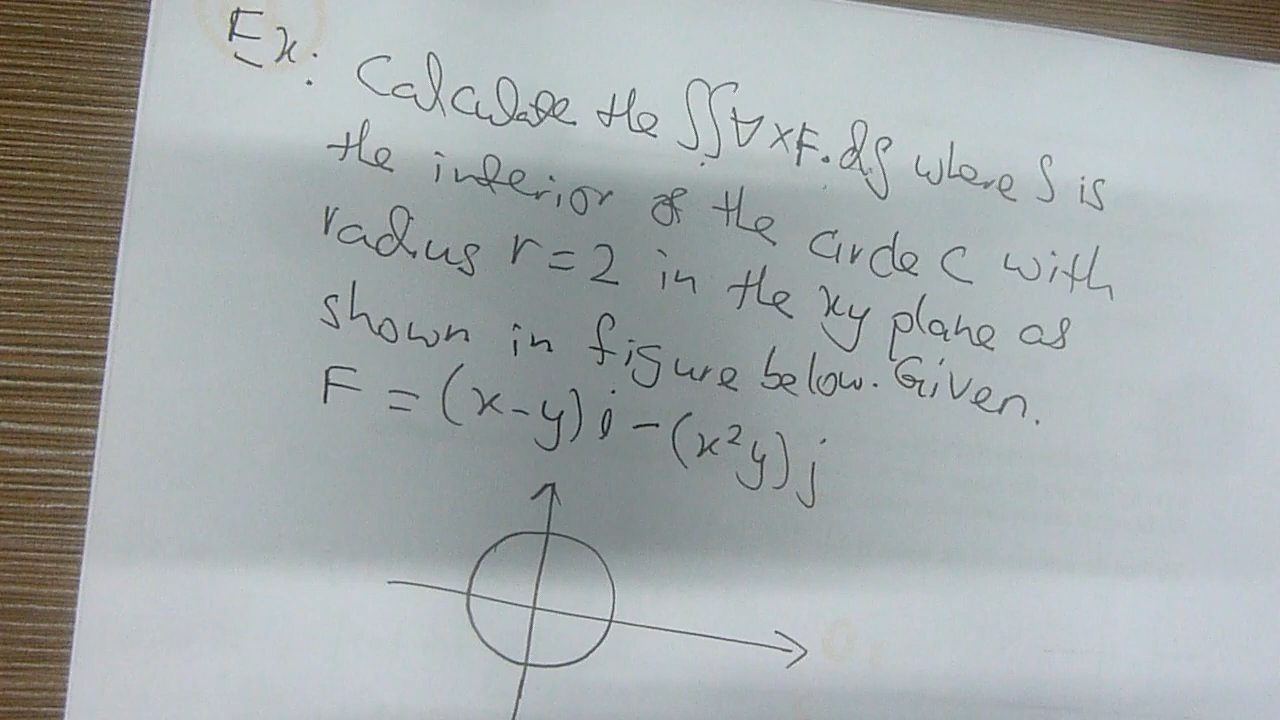 Ex: Calculate the ∬∇×F.dS where S is
the interior of the circle C with
radius r=2 in the xy plane as
shown in figure below. Given.
F = (x-y)i - (x²y)j